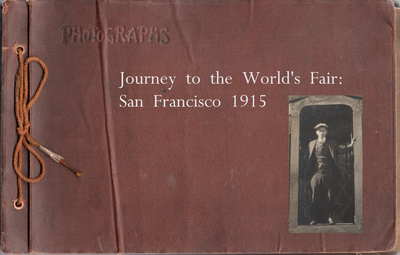 PHOTOGRAPHS
Journey to the World's Fair:
San Francisco 1915